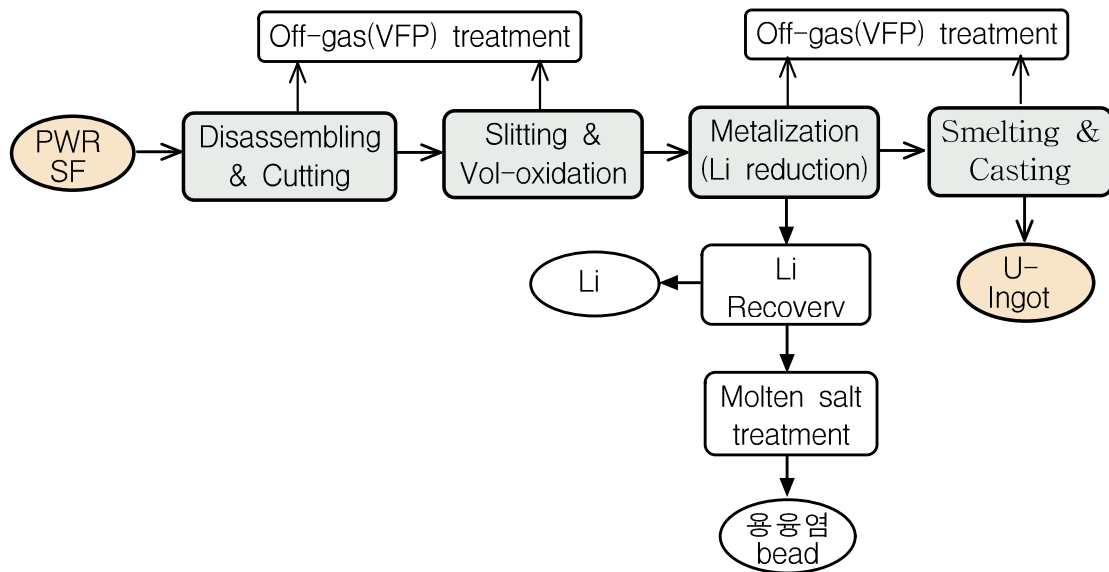 Off-gas(VFP) treatment
Off-gas(VFP) treatment
PWR
SF
Disassembling
& Cutting
Slitting &
Vol-oxidation
Metalization
(Li reduction)
Smelting &
Casting
Li
Li
Recoverv
U-
Ingot
Molten salt
treatment
용융염
bead